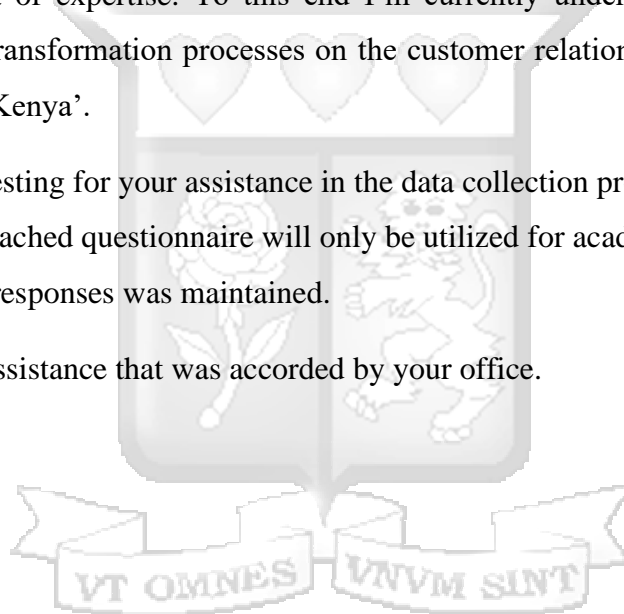 of expertise. To this end I'm currently under
ransformation processes on the customer relation
Kenya’.
esting for your assistance in the data collection pr
ached questionnaire will only be utilized for acad
responses was maintained.
ssistance that was accorded by your office.
VT OMNES VNVM SINT